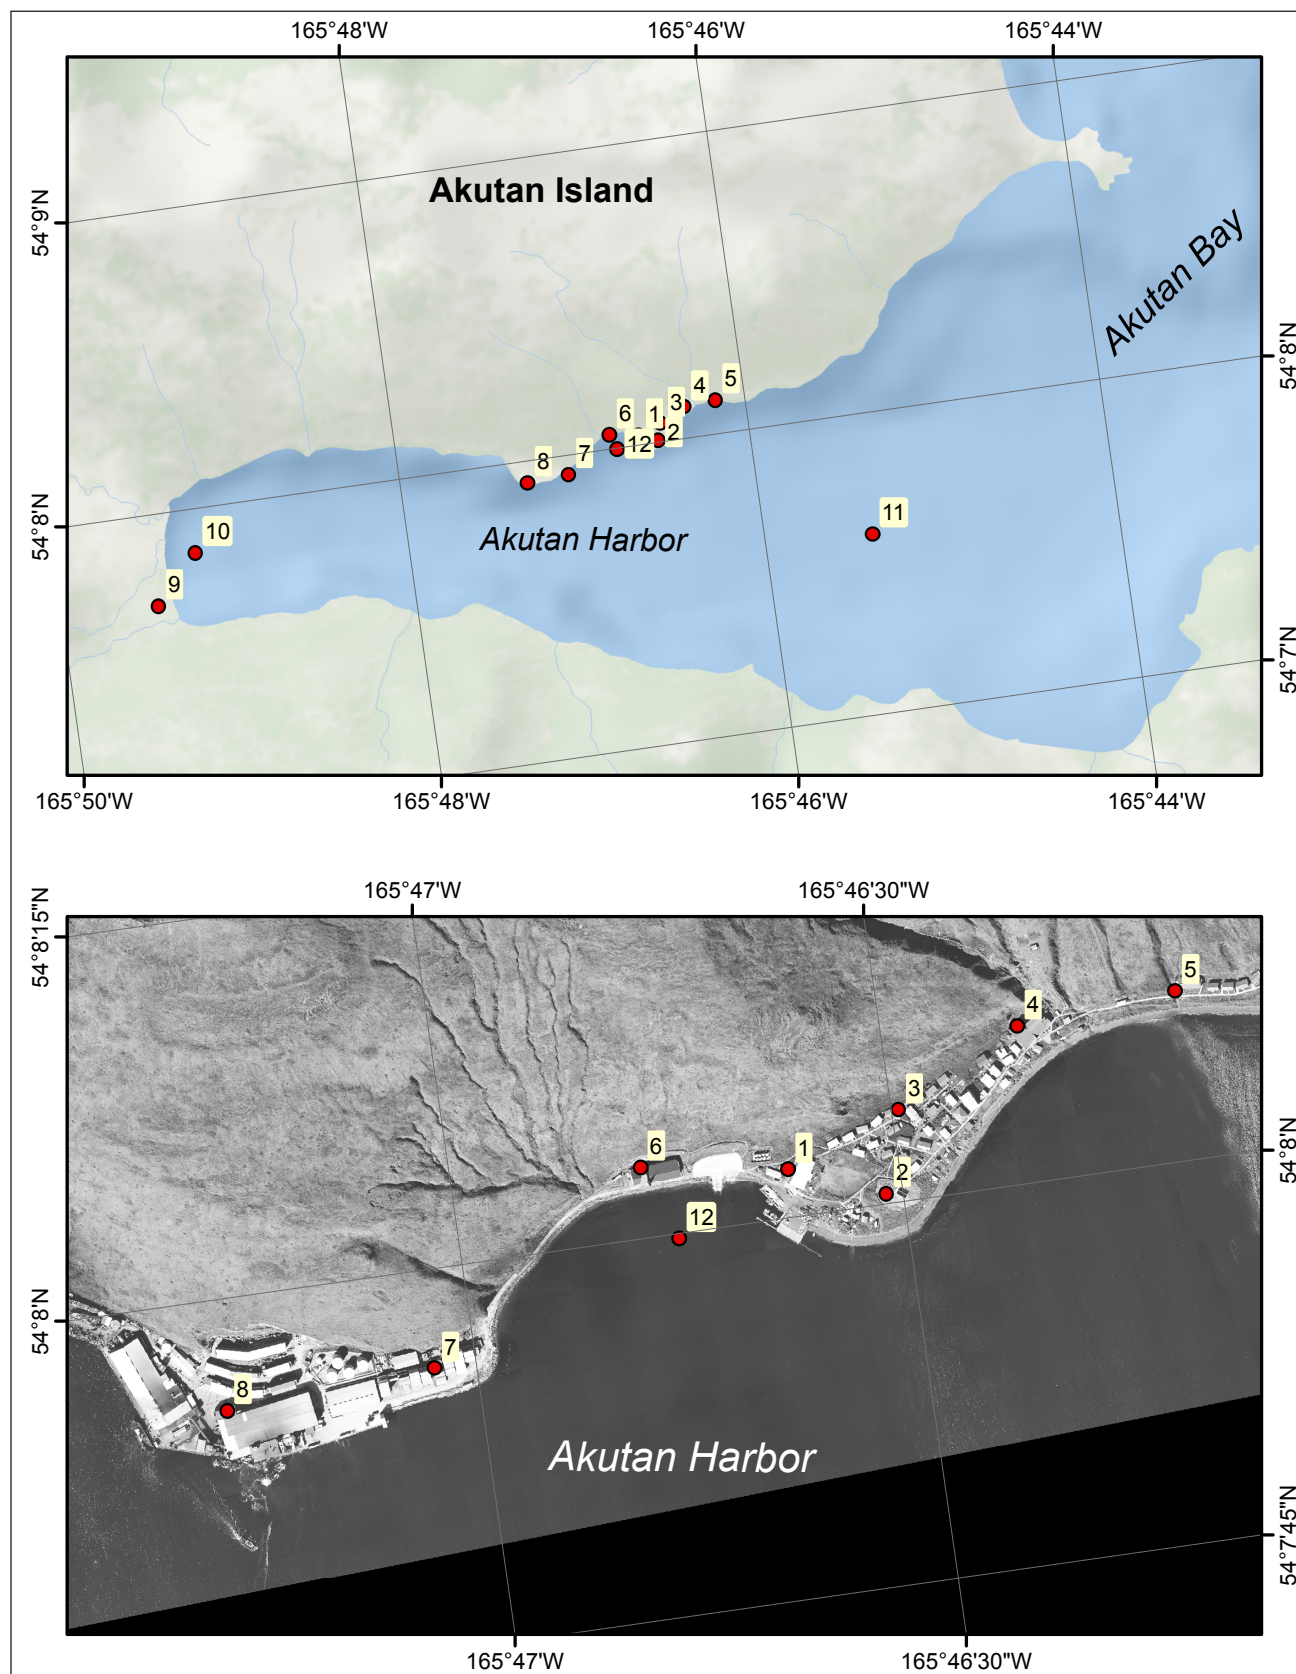 165°48'W 165°46'W 165°44'W
Akutan Island
54°9'N
Akutan Bay
54°8'N
5
4
3
1
6
2
12
7
8
11
Akutan Harbor
54°8'N
10
9
54°7'N
165°50'W 165°48'W 165°46'W 165°44'W
165°47'W 165°46'30"W
54°8'15"N
5
4
3
6
1
54°8'N
2
12
54°8'N
7
8
Akutan Harbor
54°7'45"N
165°47'W 165°46'30"W